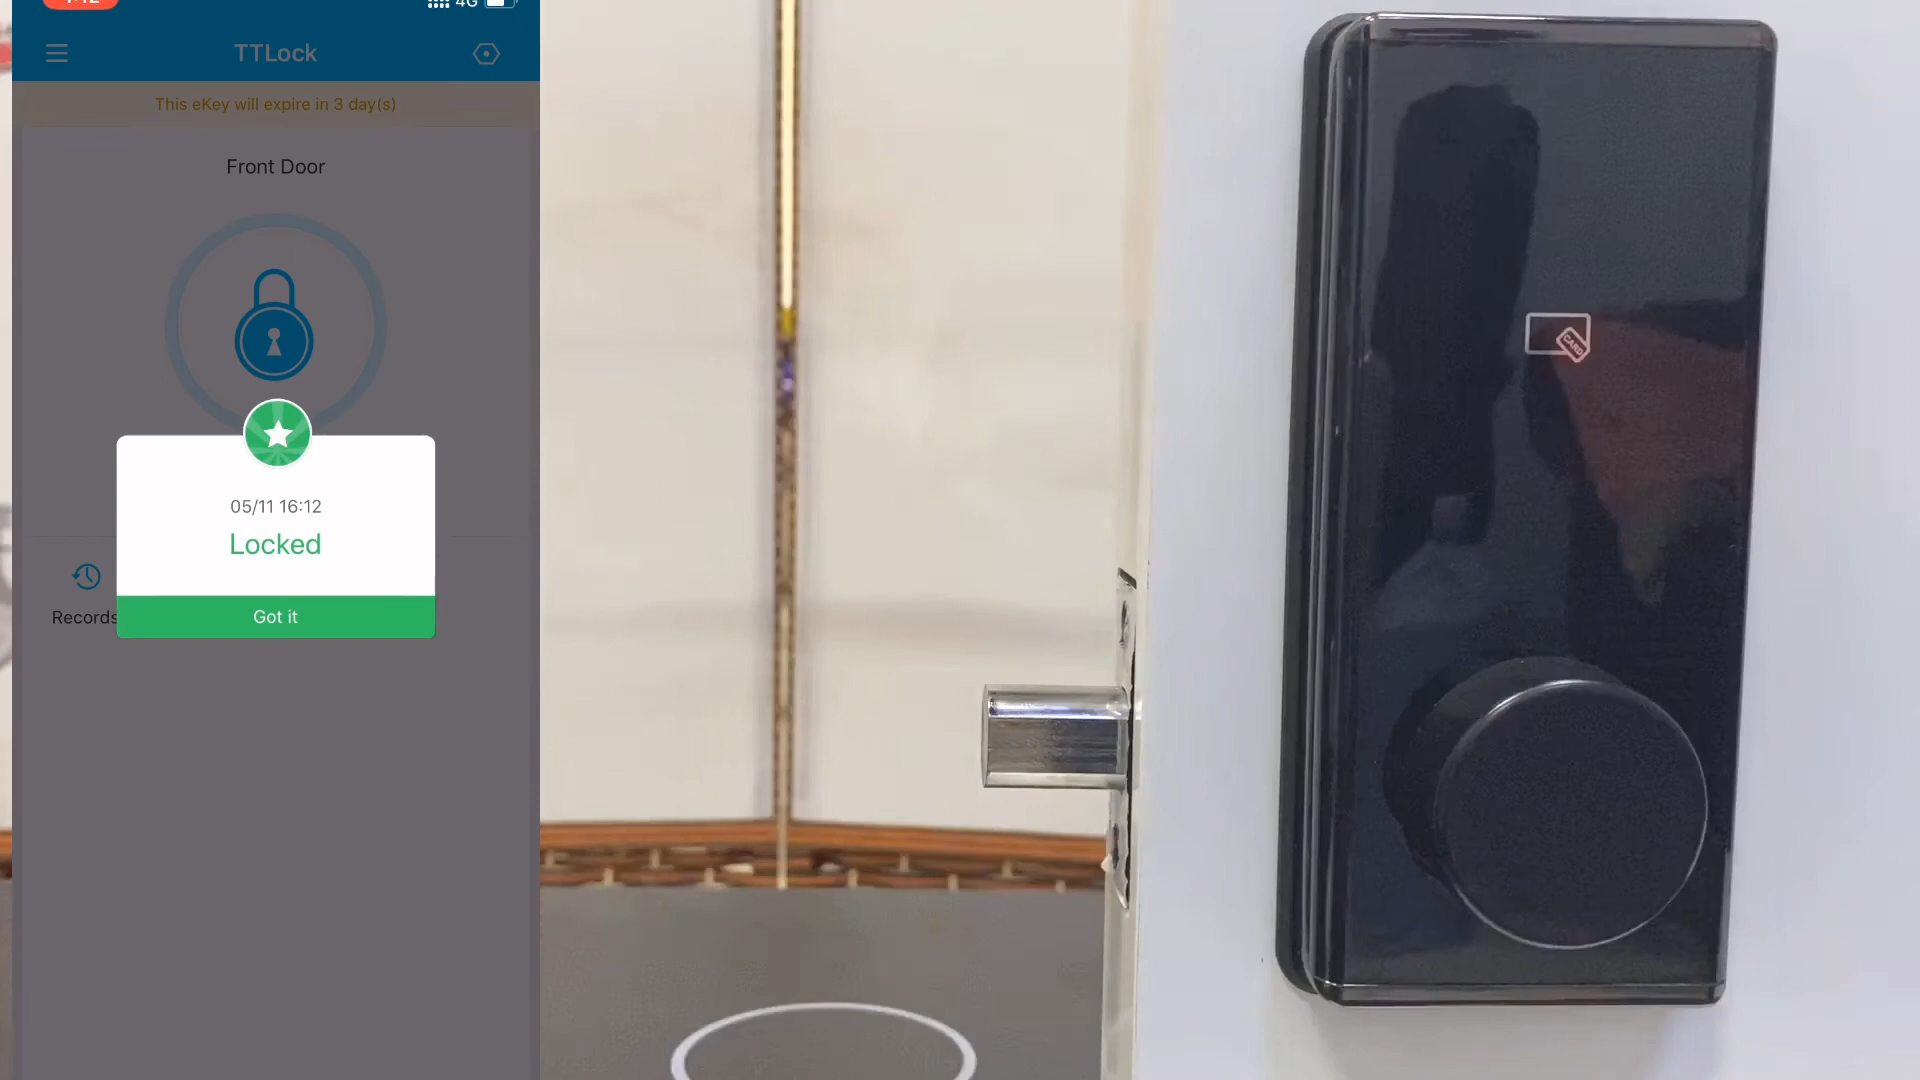 4G
TTLock
This eKey will expire in 3 day(s)
Front Door
05/11 16:12
Locked
Records
Got it
CARD